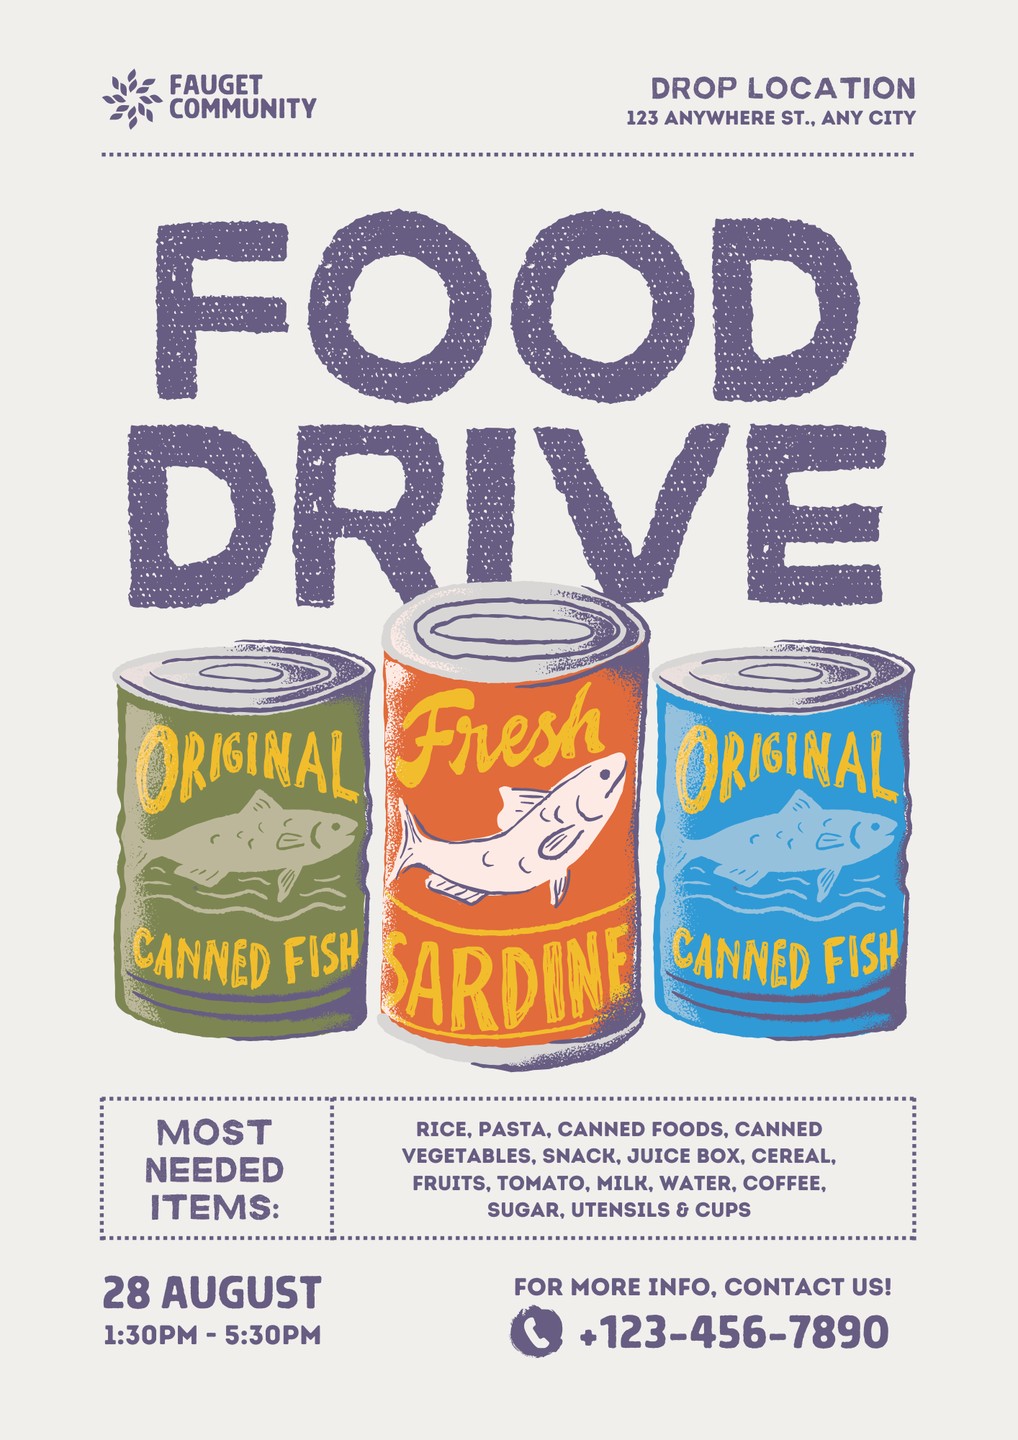 FAUGET
COMMUNITY
DROP LOCATION
123 ANYWHERE ST., ANY CITY
FOOD
DRIVE
ORIGINAL
CANNED FISH
Fresh
SARDINE
ORIGINAL
CANNED FISH
MOST
NEEDED
ITEMS:
RICE, PASTA, CANNED FOODS, CANNED
VEGETABLES, SNACK, JUICE BOX, CEREAL,
FRUITS, TOMATO, MILK, WATER, COFFEE,
SUGAR, UTENSILS & CUPS
28 AUGUST
1:30PM - 5:30PM
FOR MORE INFO, CONTACT US!
+123-456-7890